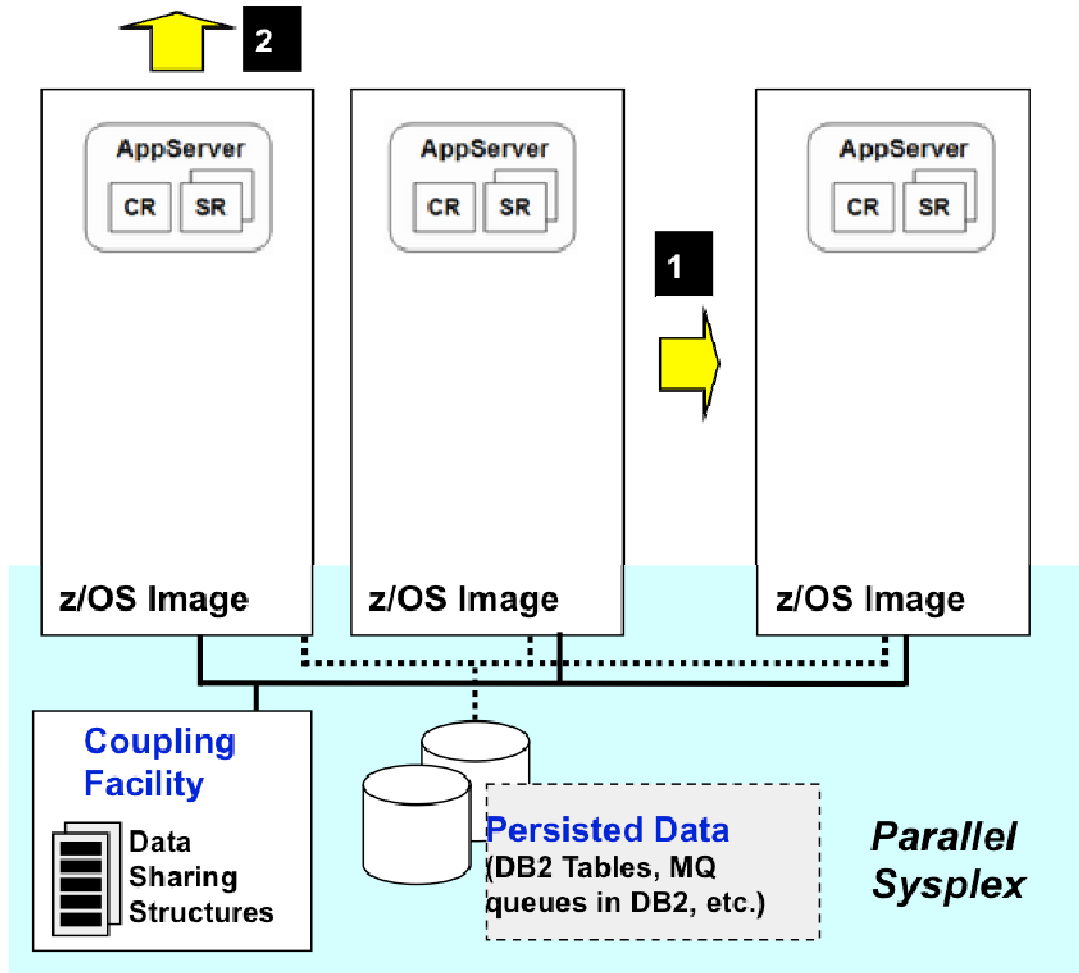 2
AppServer
CR SR
AppServer
CR SR
AppServer
CR SR
1
z/OS Image
z/OS Image
z/OS Image
Coupling
Facility
Data
Sharing
Structures
Persisted Data
(DB2 Tables, MQ
queues in DB2, etc.)
Parallel
Sysplex